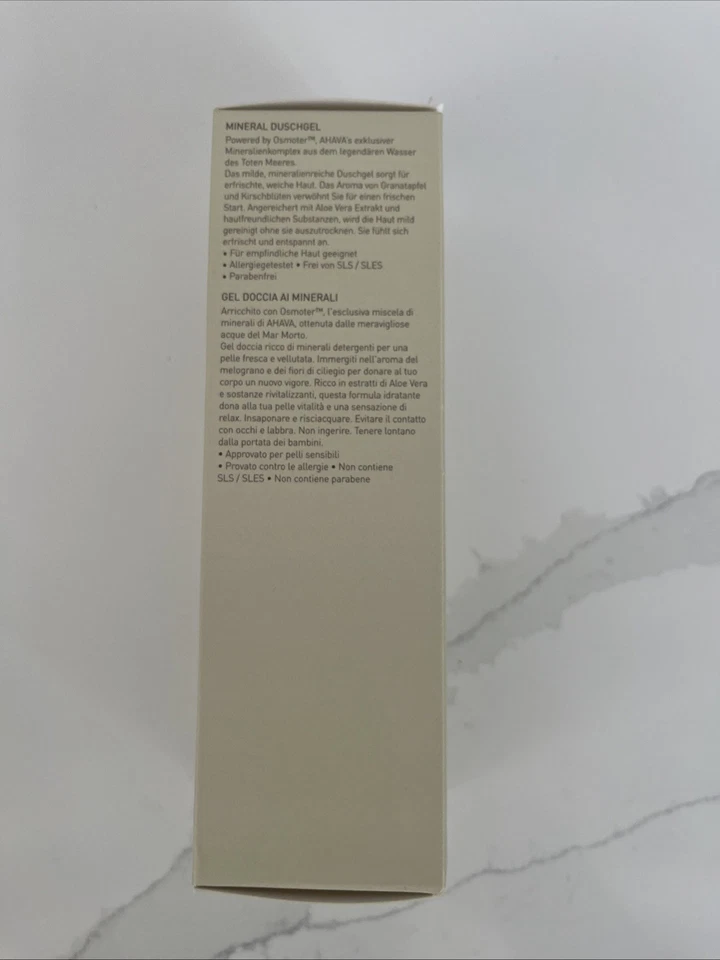 MINERAL DUSCHGEL
Powered by Osmoter™, AHAVA's exklusiver
Mineralienkomplex aus dem legendären Wasser
des Toten Meeres.
Das milde, mineralienreiche Duschgel sorgt für
erfrischte, weiche Haut. Das Aroma von Granatapfel
und Kirschblüten verwöhnt Sie für einen frischen
Start. Angereichert mit Aloe Vera Extrakt und
hautfreundlichen Substanzen, wird die Haut mild
gereinigt ohne sie auszutrocknen. Sie fühlt sich
erfrischt und entspannt an.
• Für empfindliche Haut geeignet
• Allergiegetestet • Frei von SLS / SLES
• Parabenfrei
GEL DOCCIA AI MINERALI
Arricchito con Osmoter™, l'esclusiva miscela di
minerali di AHAVA, ottenuta dalle meravigliose
acque del Mar Morto.
Gel doccia ricco di minerali detergenti per una
pelle fresca e vellutata. Immergiti nell'aroma del
melograno e dei fiori di ciliegio per donare al tuo
corpo un nuovo vigore. Ricco in estratti di Aloe Vera
e sostanze rivitalizzanti, questa formula idratante
dona alla tua pelle vitalità e una sensazione di
relax. Insaponare e risciacquare. Evitare il contatto
con occhi e labbra. Non ingerire. Tenere lontano
dalla portata dei bambini.
• Approvato per pelli sensibili
• Provato contro le allergie • Non contiene
SLS / SLES • Non contiene parabene